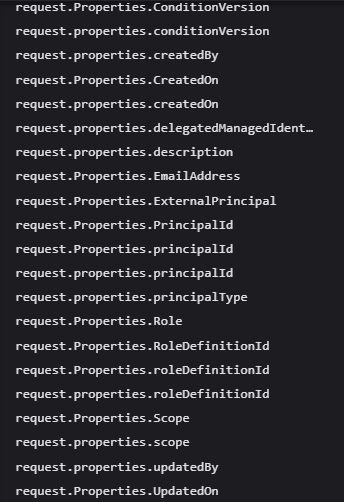 request.Properties.ConditionVersion
request.properties.conditionVersion
request.properties.createdBy
request.Properties.CreatedOn
request.properties.createdOn
request.properties.delegatedManagedIdent…
request.properties.description
request.Properties.EmailAddress
request.Properties.ExternalPrincipal
request.Properties.PrincipalId
request.Properties.principalId
request.properties.principalId
request.properties.principalType
request.Properties.Role
request.Properties.RoleDefinitionId
request.Properties.roleDefinitionId
request.properties.roleDefinitionId
request.Properties.Scope
request.properties.scope
request.properties.updatedBy
request.Properties.UpdatedOn